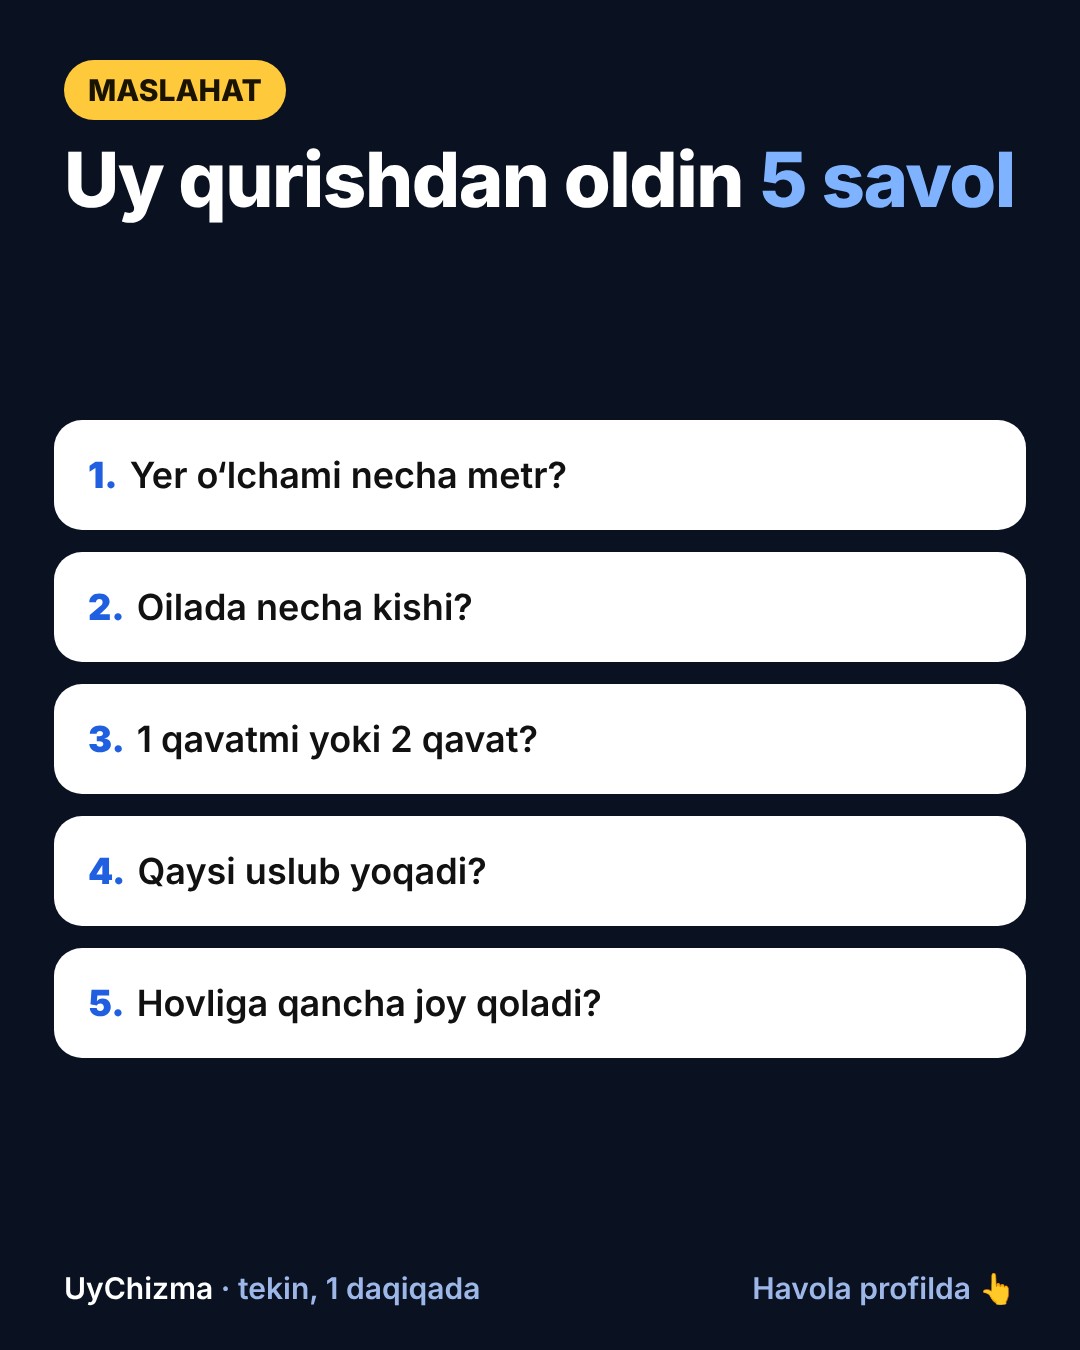 MASLAHAT
Uy qurishdan oldin 5 savol
1. Yer o‘lchami necha metr?
2. Oilada necha kishi?
3. 1 qavatmi yoki 2 qavat?
4. Qaysi uslub yoqadi?
5. Hovliga qancha joy qoladi?
UyChizma · tekin, 1 daqiqada
Havola profilda 👆